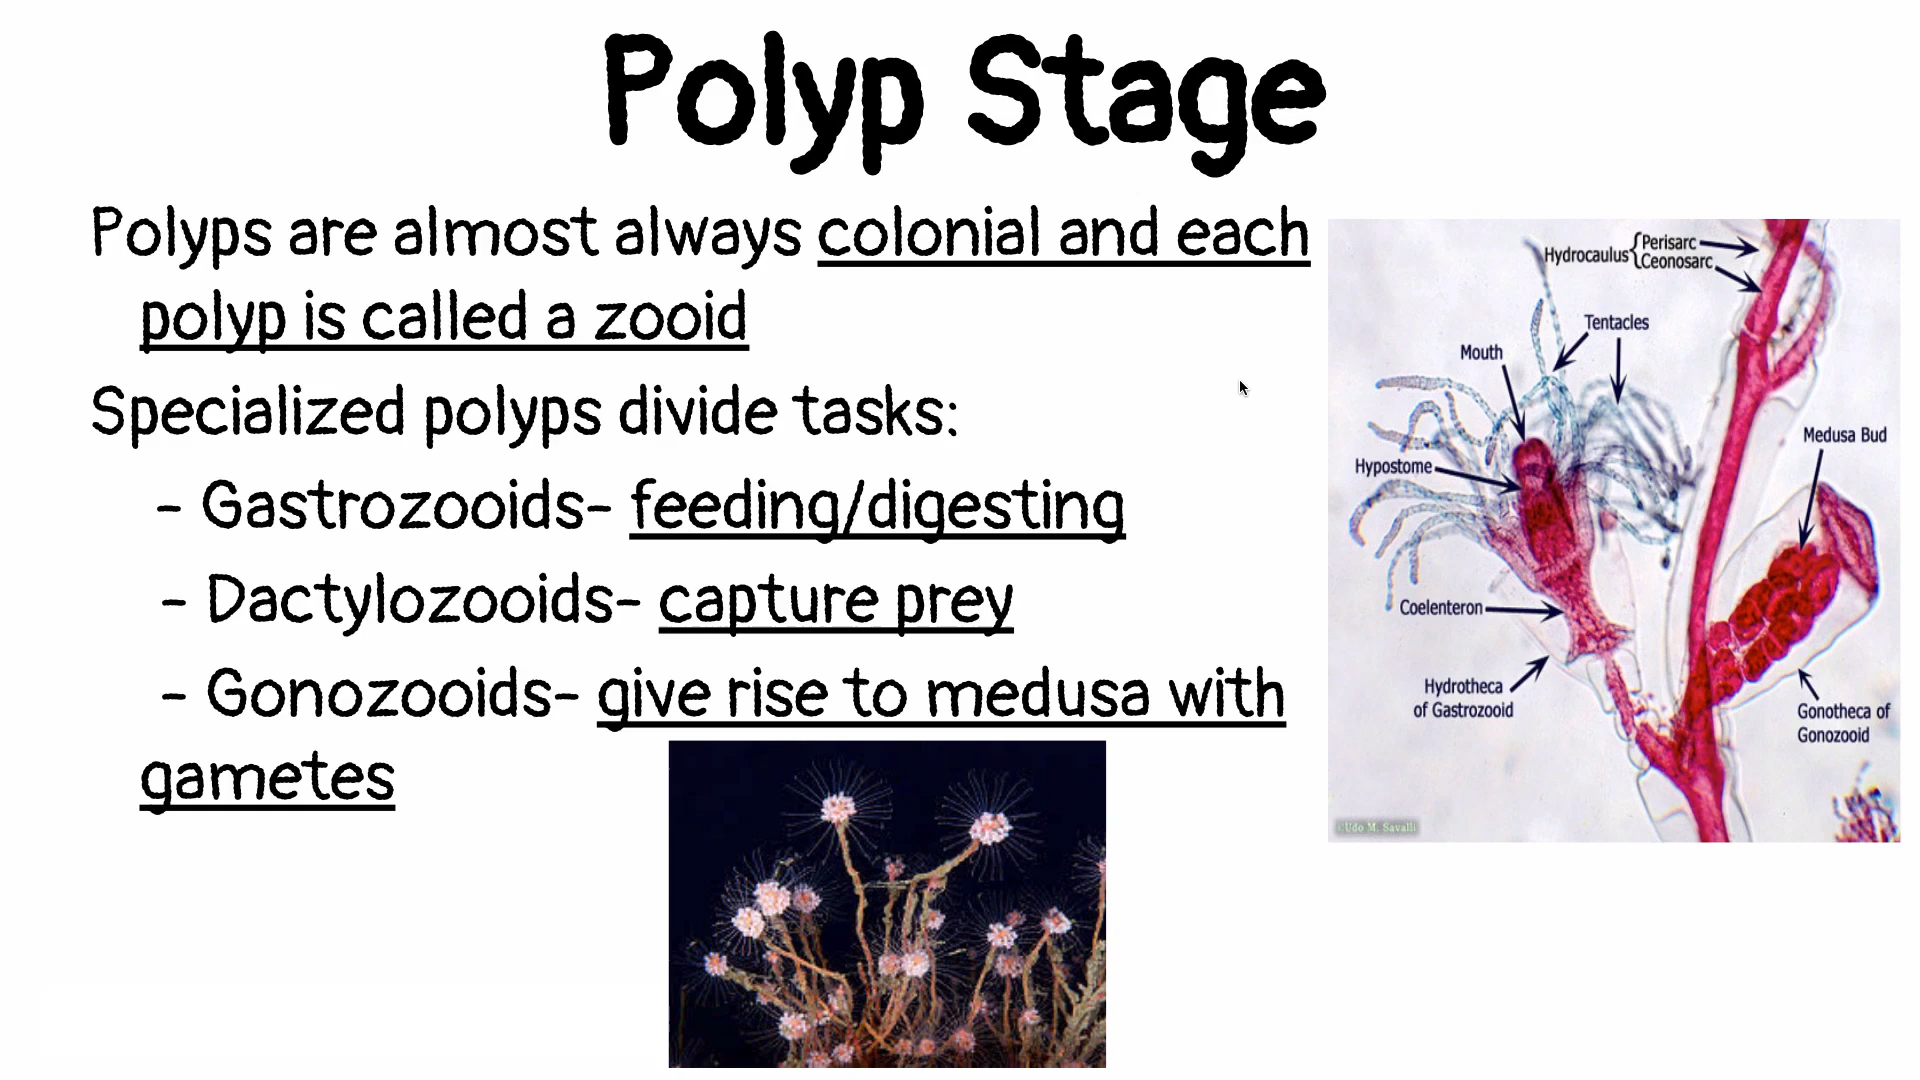 Polyp Stage
Polyps are almost always colonial and each
polyp is called a zooid
Specialized polyps divide tasks:
- Gastrozooids- feeding/digesting
- Dactylozooids- capture prey
- Gonozooids- give rise to medusa with
gametes
Hydrocaulus { Perisarc
Ceonosarc
Tentacles
Mouth
Medusa Bud
Hypostome
Coelenteron
Hydrotheca
of Gastrozooid
Gonotheca of
Gonozooid
©Udo M. Savalli